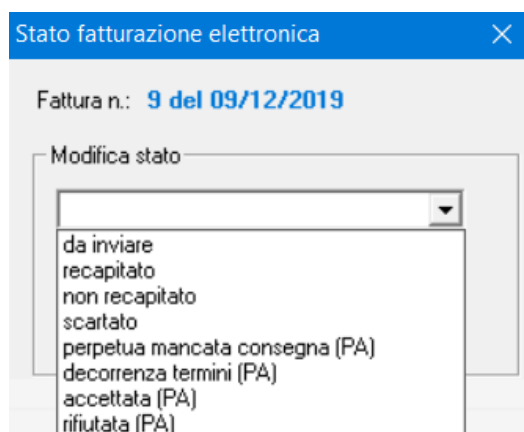 Stato fatturazione elettronica
Fattura n.: 9 del 09/12/2019
Modifica stato
da inviare
recapitato
non recapitato
scartato
perpetua mancata consegna (PA)
decorrenza termini (PA)
accettata (PA)
rifiutata (PA)